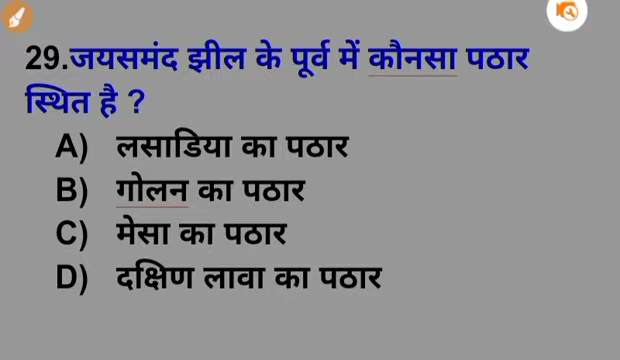 29.जयसमंद झील के पूर्व में कौनसा पठार
स्थित है ?
A) लसाडिया का पठार
B) गोलन का पठार
C) मेसा का पठार
D) दक्षिण लावा का पठार